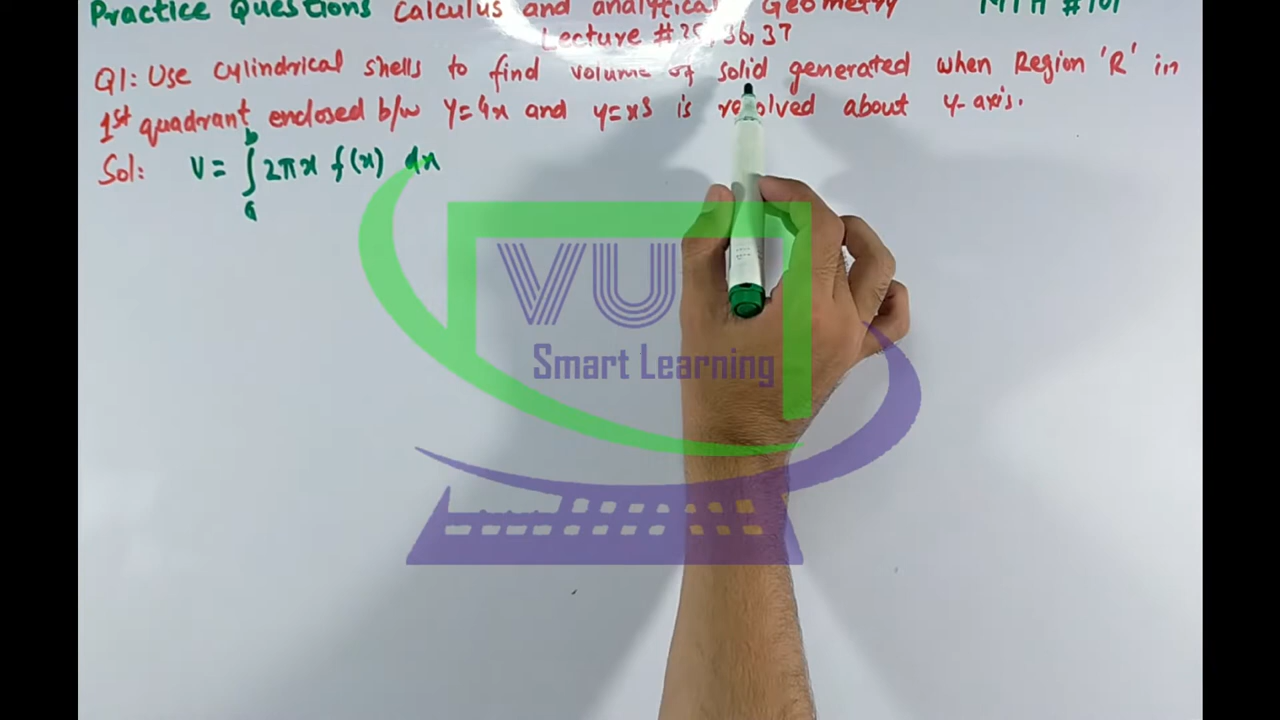 Practice Questions Calculus and analytical Geometry MTH #101
Lecture #35, 36, 37
Q1: Use cylindrical shells to find volume of solid generated when Region 'R' in
1st quadrant enclosed b/w y=4x and y=x3 is revolved about y-axis.
Sol: V = ∫ₐᵇ 2πx f(x) dx
VU
Smart Learning